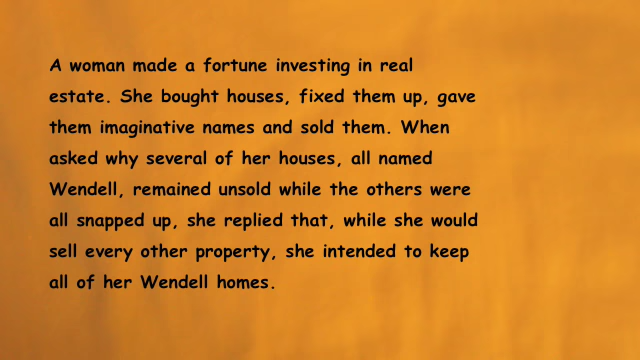 A woman made a fortune investing in real
estate. She bought houses, fixed them up, gave
them imaginative names and sold them. When
asked why several of her houses, all named
Wendell, remained unsold while the others were
all snapped up, she replied that, while she would
sell every other property, she intended to keep
all of her Wendell homes.